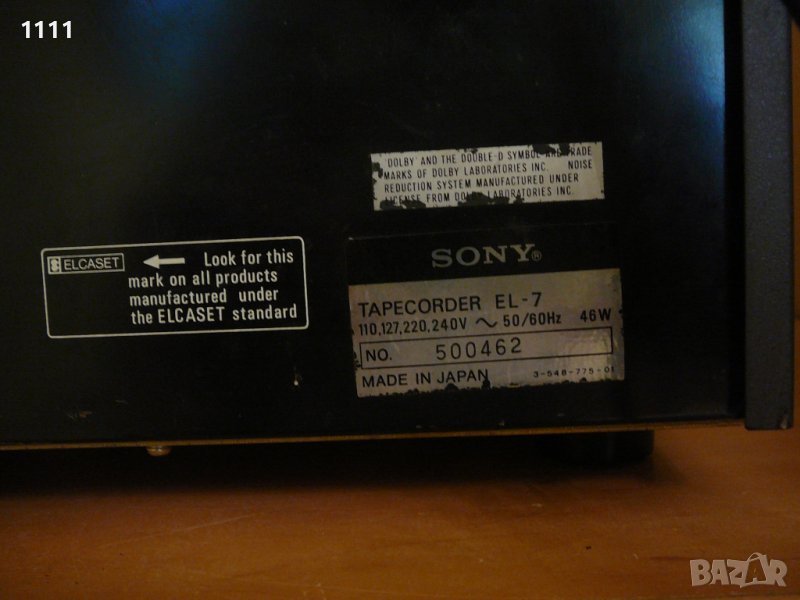 1111
"DOLBY" AND THE DOUBLE-D SYMBOL ARE TRADE
MARKS OF DOLBY LABORATORIES INC. NOISE
REDUCTION SYSTEM MANUFACTURED UNDER
LICENSE FROM DOLBY LABORATORIES INC.
ELCASET ← Look for this
mark on all products
manufactured under
the ELCASET standard
SONY®
TAPECORDER EL-7
110,127,220,240V ~ 50/60Hz 46W
NO. 500462
MADE IN JAPAN 3-548-775-01
BAZAR